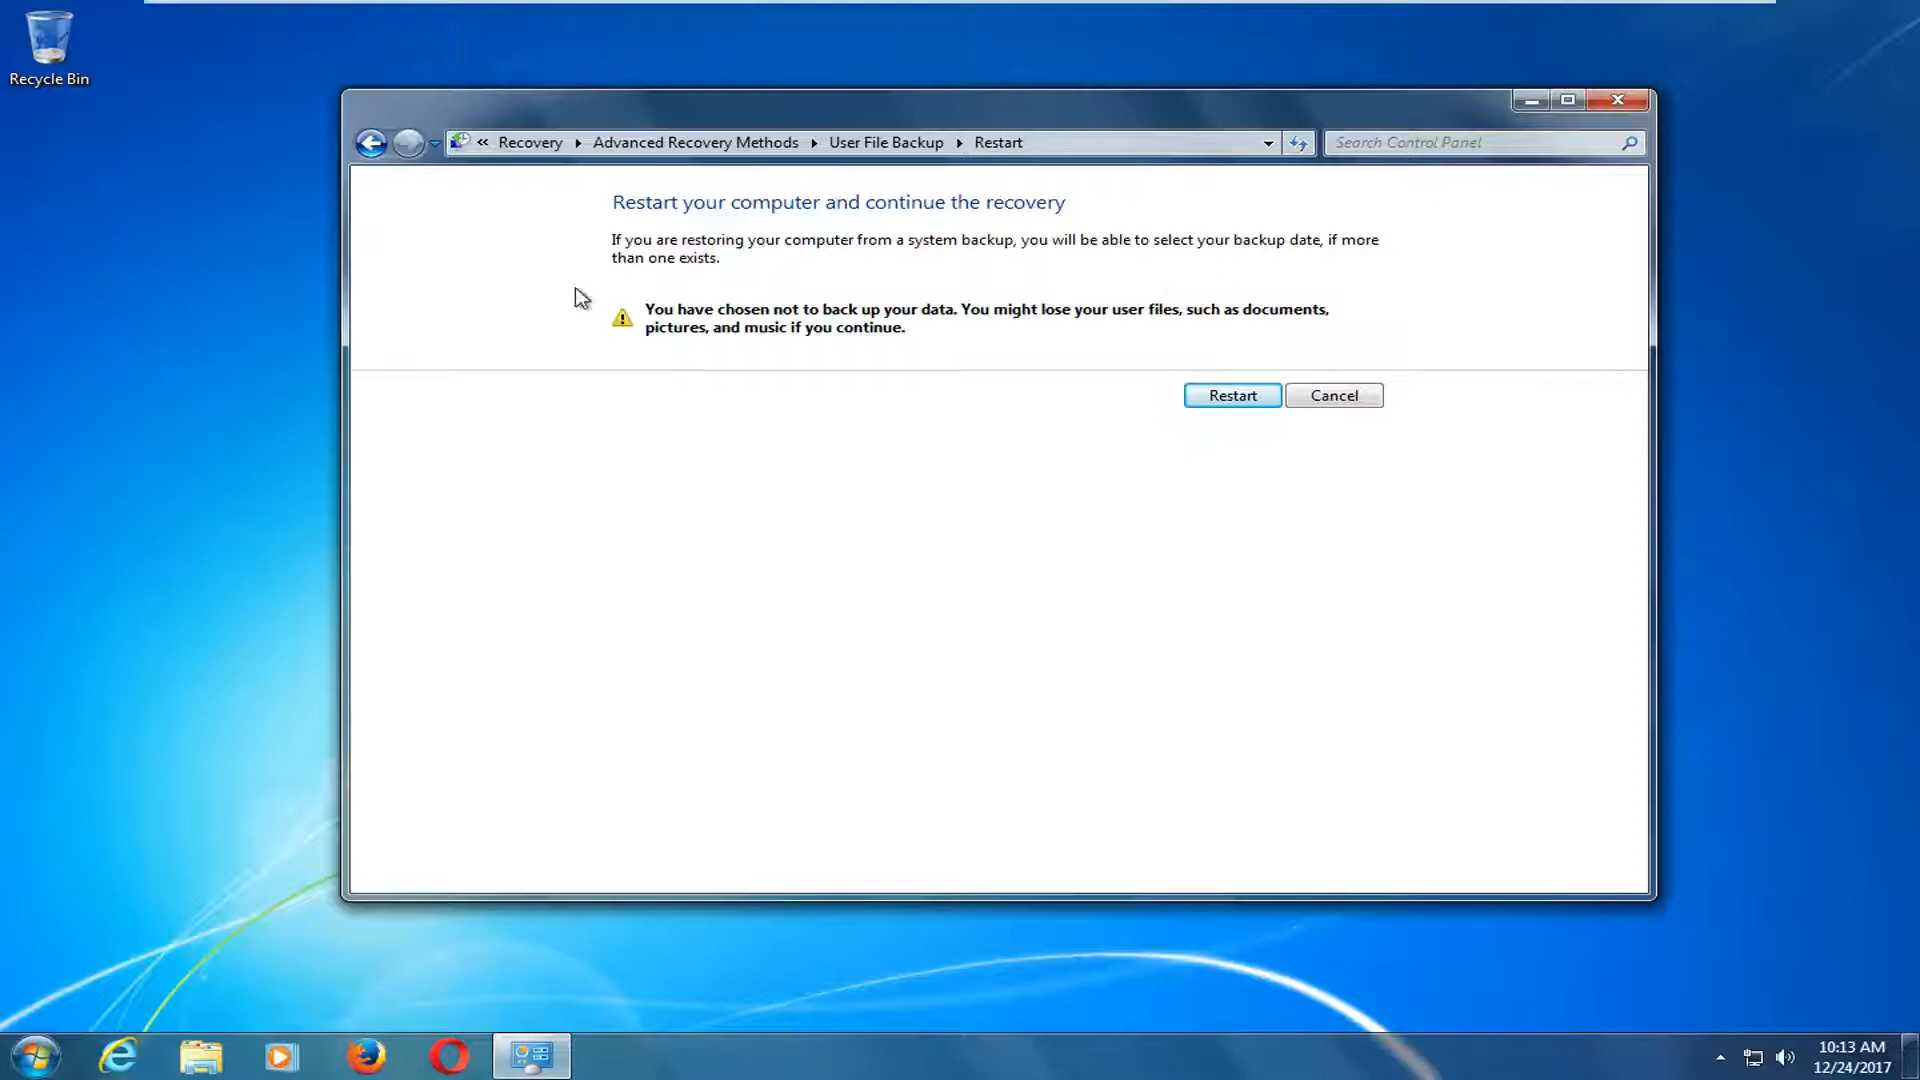 Recycle Bin
« Recovery ▸ Advanced Recovery Methods ▸ User File Backup ▸ Restart
Search Control Panel
Restart your computer and continue the recovery
If you are restoring your computer from a system backup, you will be able to select your backup date, if more
than one exists.
You have chosen not to back up your data. You might lose your user files, such as documents,
pictures, and music if you continue.
Restart
Cancel
10:13 AM
12/24/2017